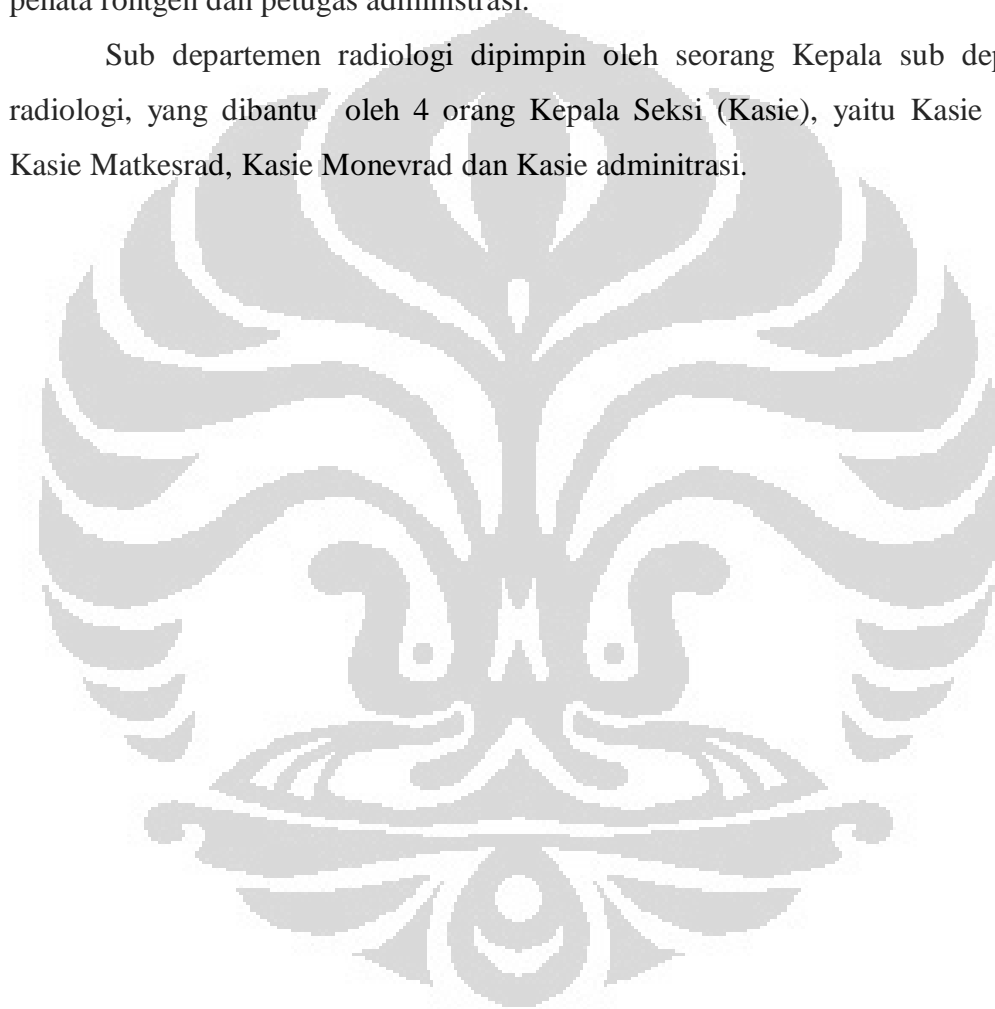 penata rontgen dan petugas administrasi.
Sub departemen radiologi dipimpin oleh seorang Kepala sub
radiologi, yang dibantu oleh 4 orang Kepala Seksi (Kasie), yaitu Kasie
Kasie Matkesrad, Kasie Monevrad dan Kasie adminitrasi.